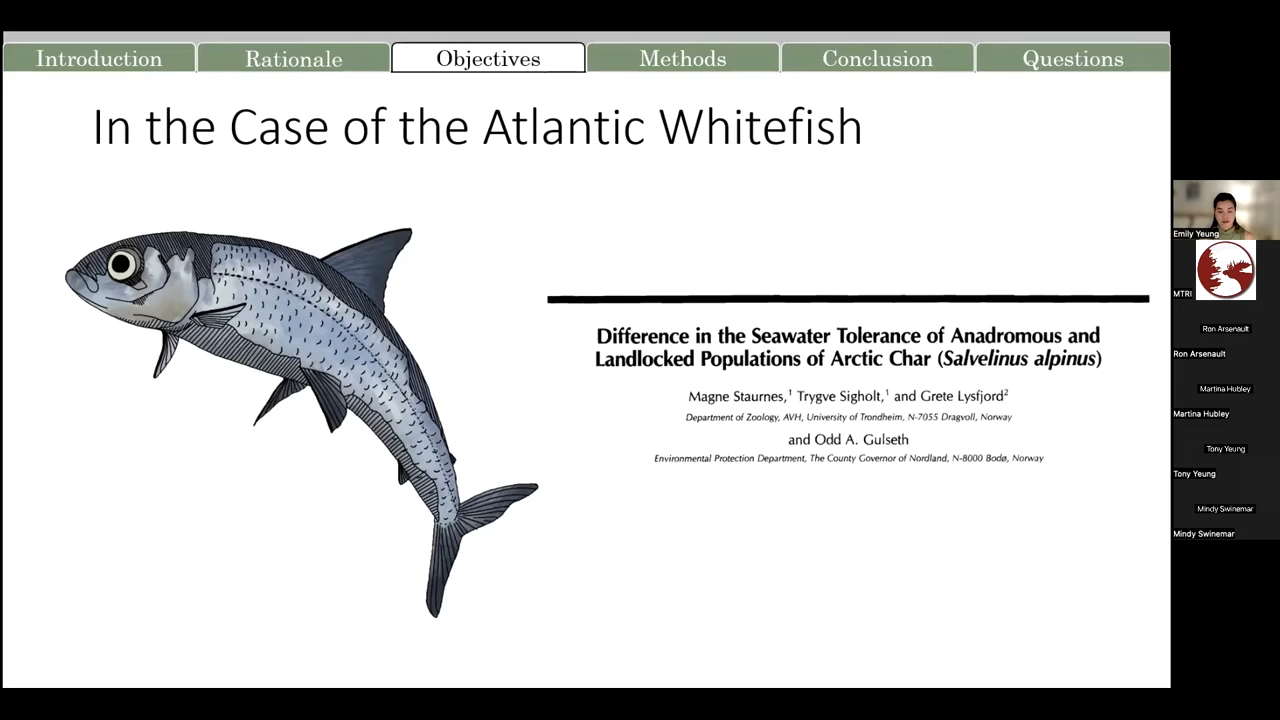 Introduction
Rationale
Objectives
Methods
Conclusion
Questions
In the Case of the Atlantic Whitefish
Difference in the Seawater Tolerance of Anadromous and
Landlocked Populations of Arctic Char (Salvelinus alpinus)
Magne Staurnes,¹ Trygve Sigholt,¹ and Grete Lysfjord²
Department of Zoology, AVH, University of Trondheim, N-7055 Dragvoll, Norway
and Odd A. Gulseth
Environmental Protection Department, The County Governor of Nordland, N-8000 Bodø, Norway
Emily Yeung
MTRI
Ron Arsenault
Ron Arsenault
Martina Hubley
Martina Hubley
Tony Yeung
Tony Yeung
Mindy Swinemar
Mindy Swinemar